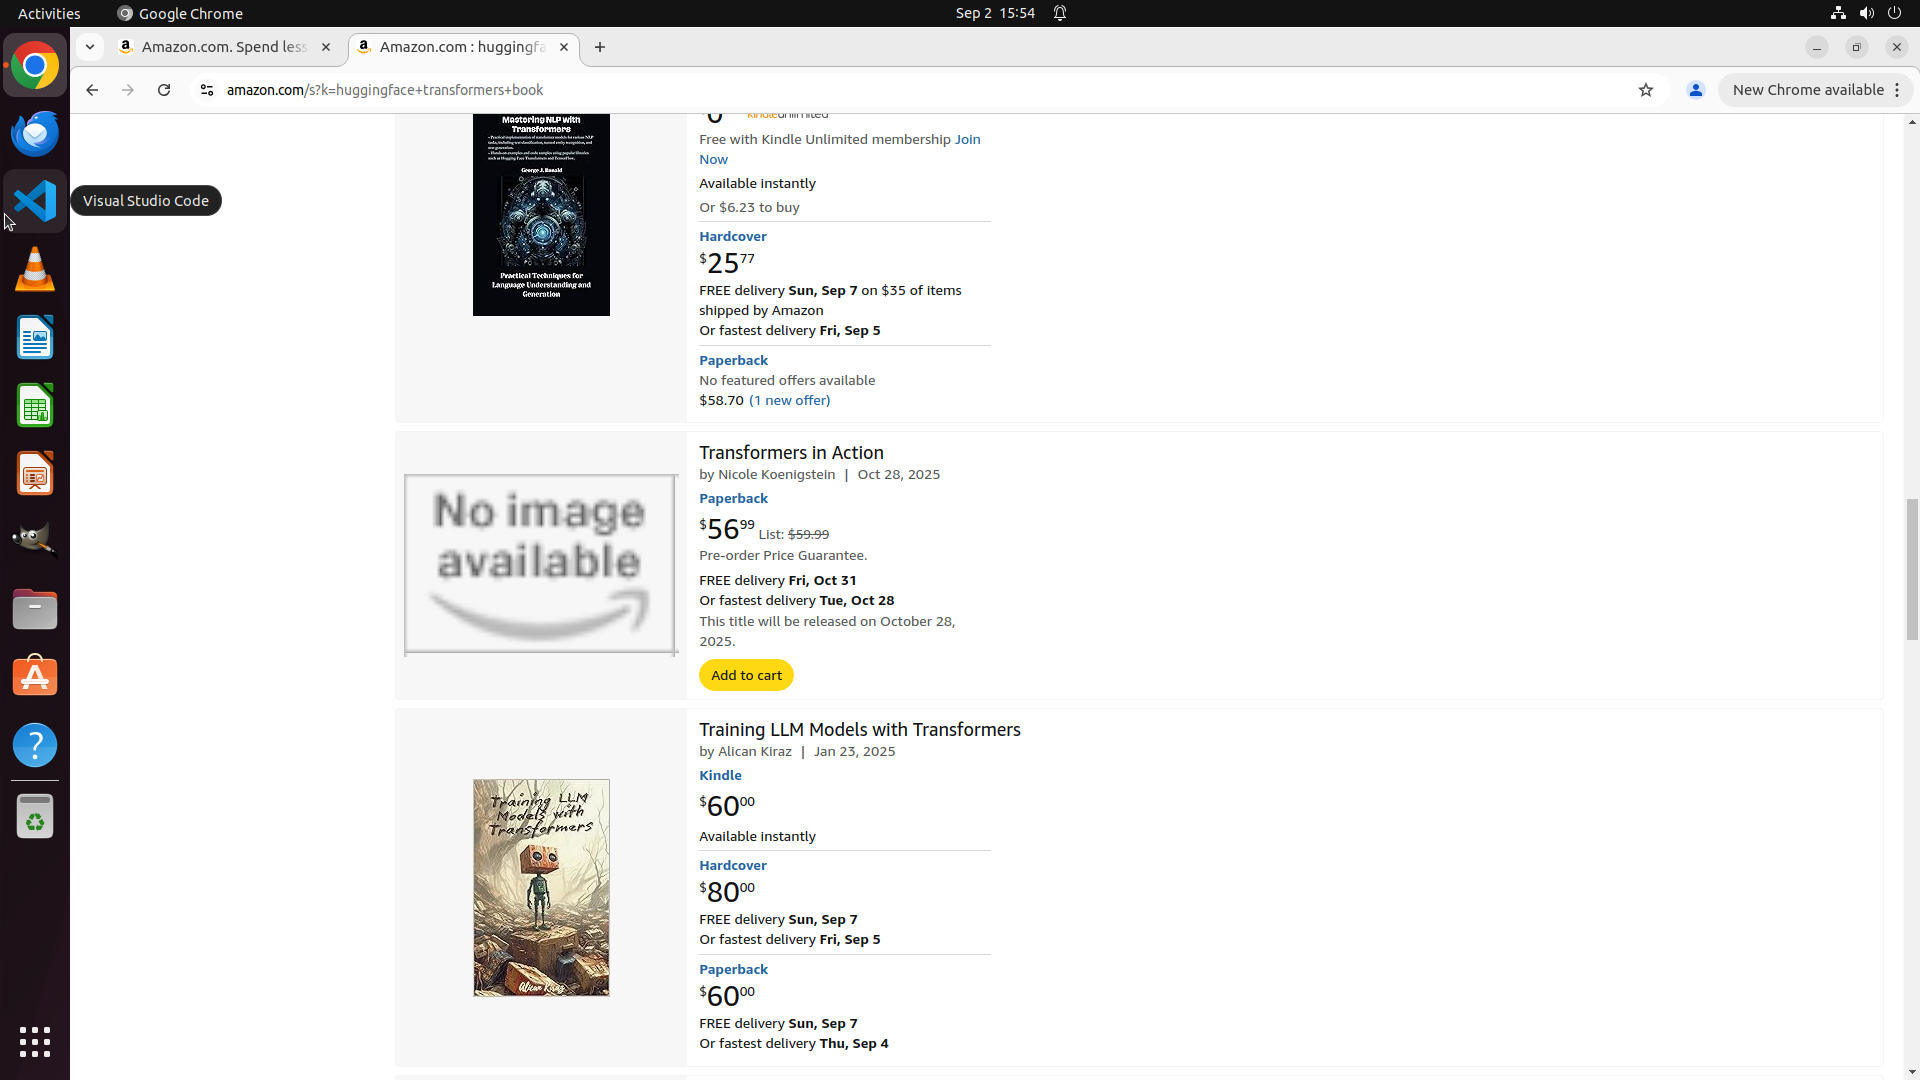 Activities
Google Chrome
Sep 2 15:54
Amazon.com. Spend less
Amazon.com : huggingfa
amazon.com/s?k=huggingface+transformers+book
New Chrome available
Visual Studio Code
Mastering NLP with
Transformers
George J. Ronald
Practical Techniques for
Language Understanding and
Generation
Free with Kindle Unlimited membership Join
Now
Available instantly
Or $6.23 to buy
Hardcover
$25 77
FREE delivery Sun, Sep 7 on $35 of items
shipped by Amazon
Or fastest delivery Fri, Sep 5
Paperback
No featured offers available
$58.70 (1 new offer)
No image
available
Transformers in Action
by Nicole Koenigstein | Oct 28, 2025
Paperback
$56 99 List: $59.99
Pre-order Price Guarantee.
FREE delivery Fri, Oct 31
Or fastest delivery Tue, Oct 28
This title will be released on October 28,
2025.
Add to cart
Training LLM
Models with
Transformers
Alican Kiraz
Training LLM Models with Transformers
by Alican Kiraz | Jan 23, 2025
Kindle
$60 00
Available instantly
Hardcover
$80 00
FREE delivery Sun, Sep 7
Or fastest delivery Fri, Sep 5
Paperback
$60 00
FREE delivery Sun, Sep 7
Or fastest delivery Thu, Sep 4